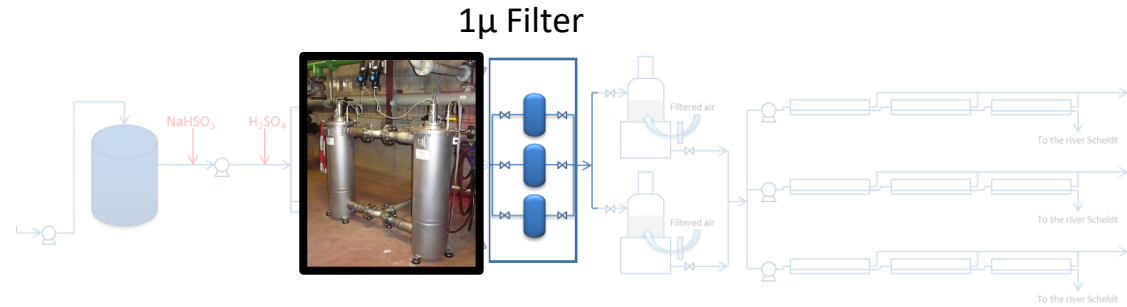 1µ Filter
NaHSO₃
H₂SO₄
Filtered air
To the river Scheldt
Filtered air
To the river Scheldt
To the river Scheldt